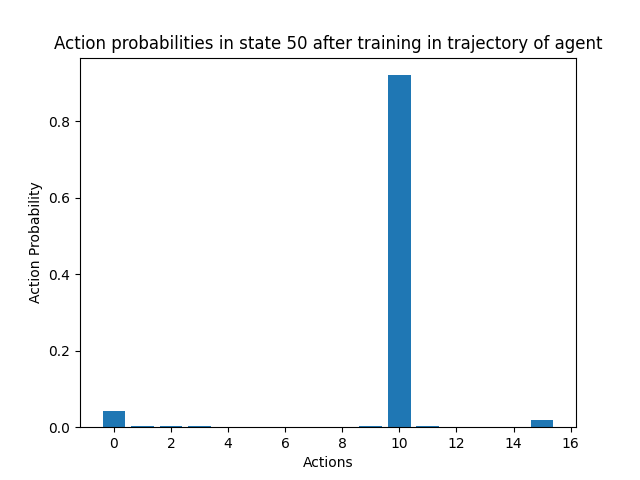 Action probabilities in state 50 after training in trajectory of agent
Action Probability
0.8
0.6
0.4
0.2
0.0
0 2 4 6 8 10 12 14 16
Actions